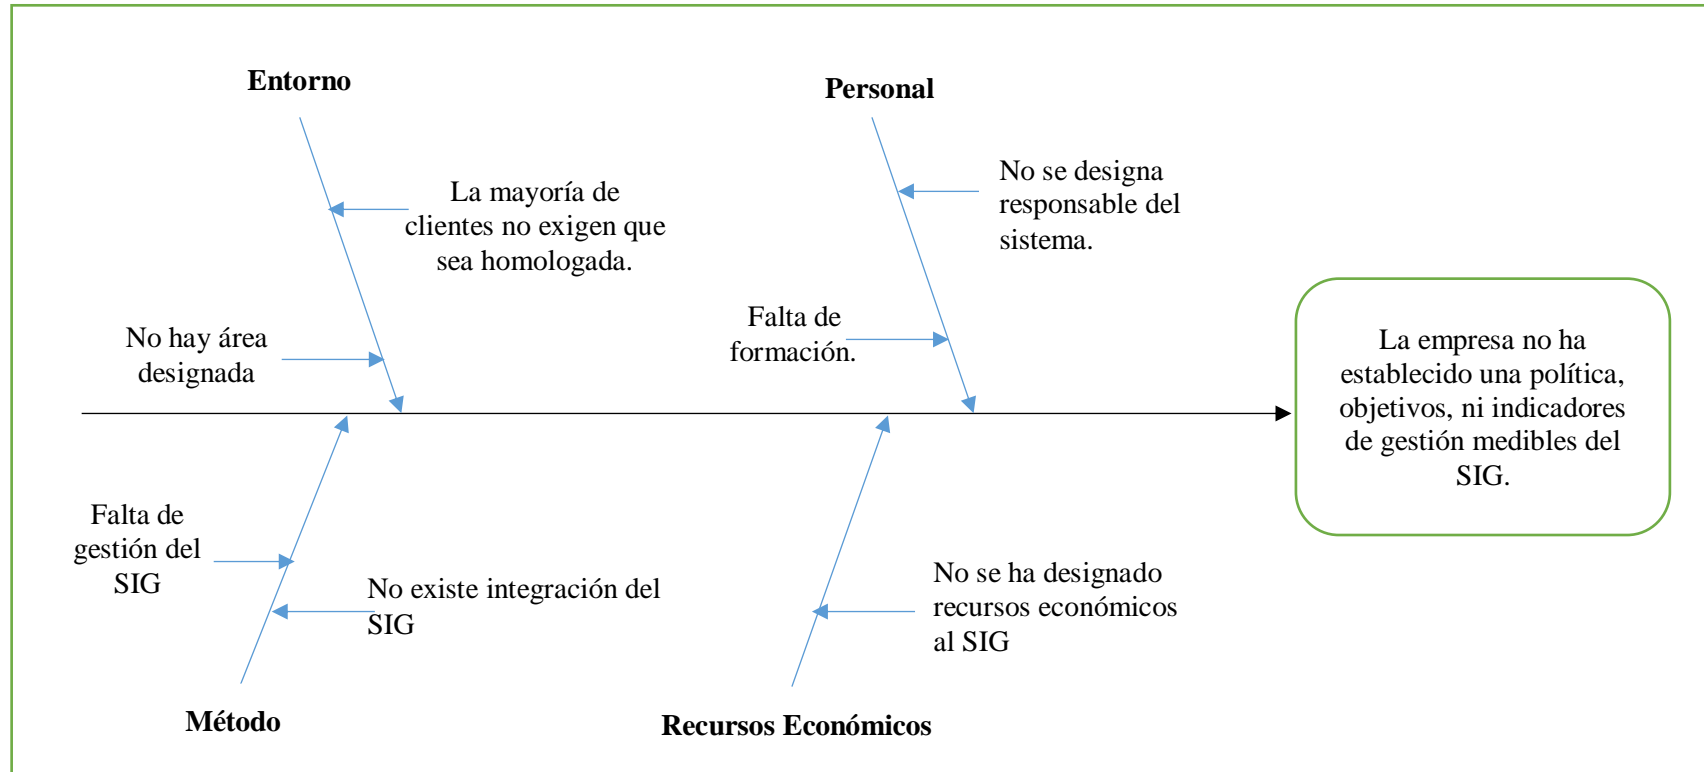 Entorno
Personal
La mayoría de
clientes no exigen que
sea homologada.
No se designa
responsable del
sistema.
No hay área
designada
Falta de
formación.
La empresa no ha
establecido una política,
objetivos, ni indicadores
de gestión medibles del
SIG.
Falta de
gestión del
SIG
No existe integración del
SIG
No se ha designado
recursos económicos
al SIG
Método
Recursos Económicos